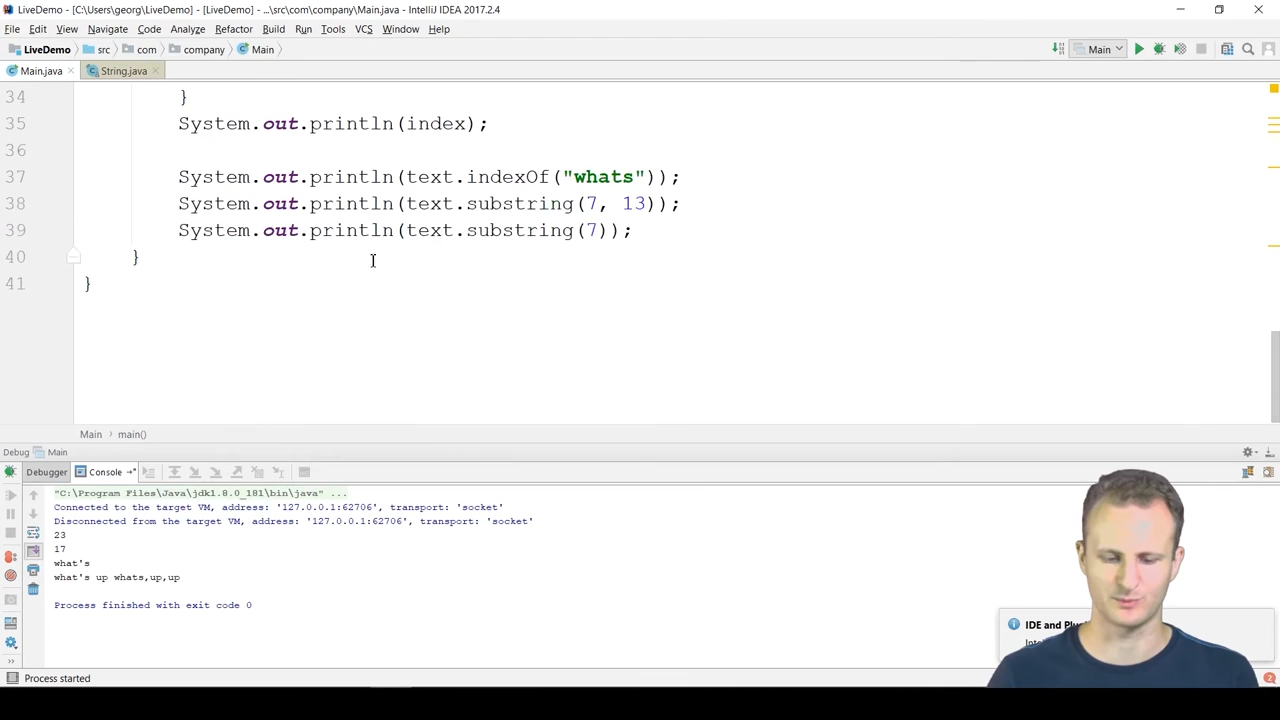 LiveDemo - [C:\Users\georg\LiveDemo] - [LiveDemo] - ...\src\com\company\Main.java - IntelliJ IDEA 2017.2.4
File Edit View Navigate Code Analyze Refactor Build Run Tools VCS Window Help
LiveDemo src com company Main Main
Main.java String.java
34 }
35 System.out.println(index);
36
37 System.out.println(text.indexOf("whats"));
38 System.out.println(text.substring(7, 13));
39 System.out.println(text.substring(7));
40 }
41 }
Main › main()
Debug Main
Debugger Console
"C:\Program Files\Java\jdk1.8.0_181\bin\java" ...
Connected to the target VM, address: '127.0.0.1:62706', transport: 'socket'
Disconnected from the target VM, address: '127.0.0.1:62706', transport: 'socket'
23
17
what's
what's up whats,up,up
Process finished with exit code 0
IDE and
Process started
2